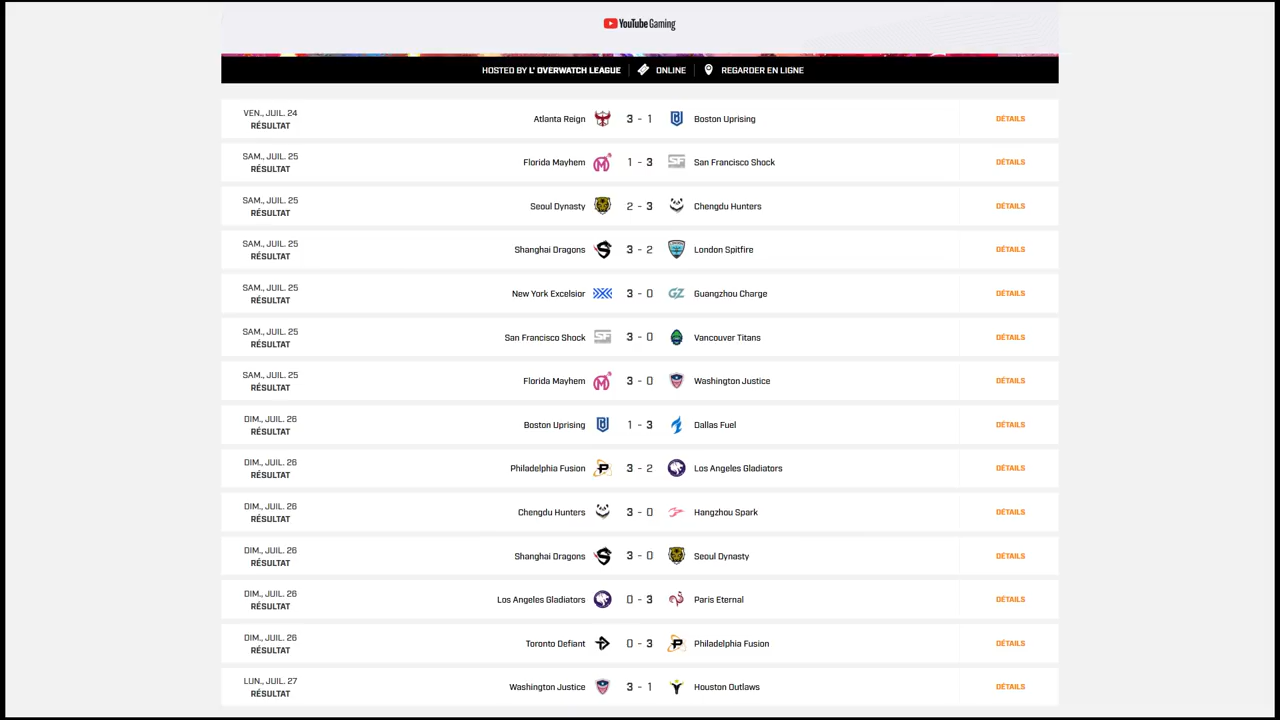 YouTube Gaming
HOSTED BY L' OVERWATCH LEAGUE ONLINE REGARDER EN LIGNE
VEN., JUIL. 24
RÉSULTAT
Atlanta Reign 3 - 1 Boston Uprising DÉTAILS
SAM., JUIL. 25
RÉSULTAT
Florida Mayhem 1 - 3 San Francisco Shock DÉTAILS
SAM., JUIL. 25
RÉSULTAT
Seoul Dynasty 2 - 3 Chengdu Hunters DÉTAILS
SAM., JUIL. 25
RÉSULTAT
Shanghai Dragons 3 - 2 London Spitfire DÉTAILS
SAM., JUIL. 25
RÉSULTAT
New York Excelsior 3 - 0 GZ Guangzhou Charge DÉTAILS
SAM., JUIL. 25
RÉSULTAT
San Francisco Shock SF 3 - 0 Vancouver Titans DÉTAILS
SAM., JUIL. 25
RÉSULTAT
Florida Mayhem 3 - 0 Washington Justice DÉTAILS
DIM., JUIL. 26
RÉSULTAT
Boston Uprising 1 - 3 Dallas Fuel DÉTAILS
DIM., JUIL. 26
RÉSULTAT
Philadelphia Fusion 3 - 2 Los Angeles Gladiators DÉTAILS
DIM., JUIL. 26
RÉSULTAT
Chengdu Hunters 3 - 0 Hangzhou Spark DÉTAILS
DIM., JUIL. 26
RÉSULTAT
Shanghai Dragons 3 - 0 Seoul Dynasty DÉTAILS
DIM., JUIL. 26
RÉSULTAT
Los Angeles Gladiators 0 - 3 Paris Eternal DÉTAILS
DIM., JUIL. 26
RÉSULTAT
Toronto Defiant 0 - 3 Philadelphia Fusion DÉTAILS
LUN., JUIL. 27
RÉSULTAT
Washington Justice 3 - 1 Houston Outlaws DÉTAILS